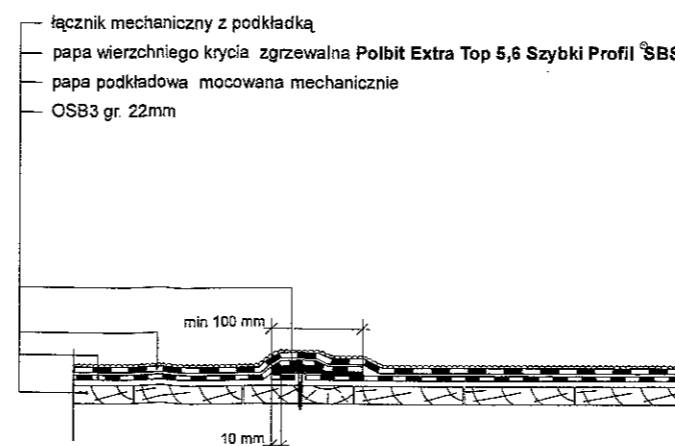 łącznik mechaniczny z podkładką
papa wierzchniego krycia zgrzewalna Polbit Extra Top 5,6 Szybki Profil ® SBS
papa podkładowa mocowana mechanicznie
OSB3 gr. 22mm
min 100 mm
10 mm